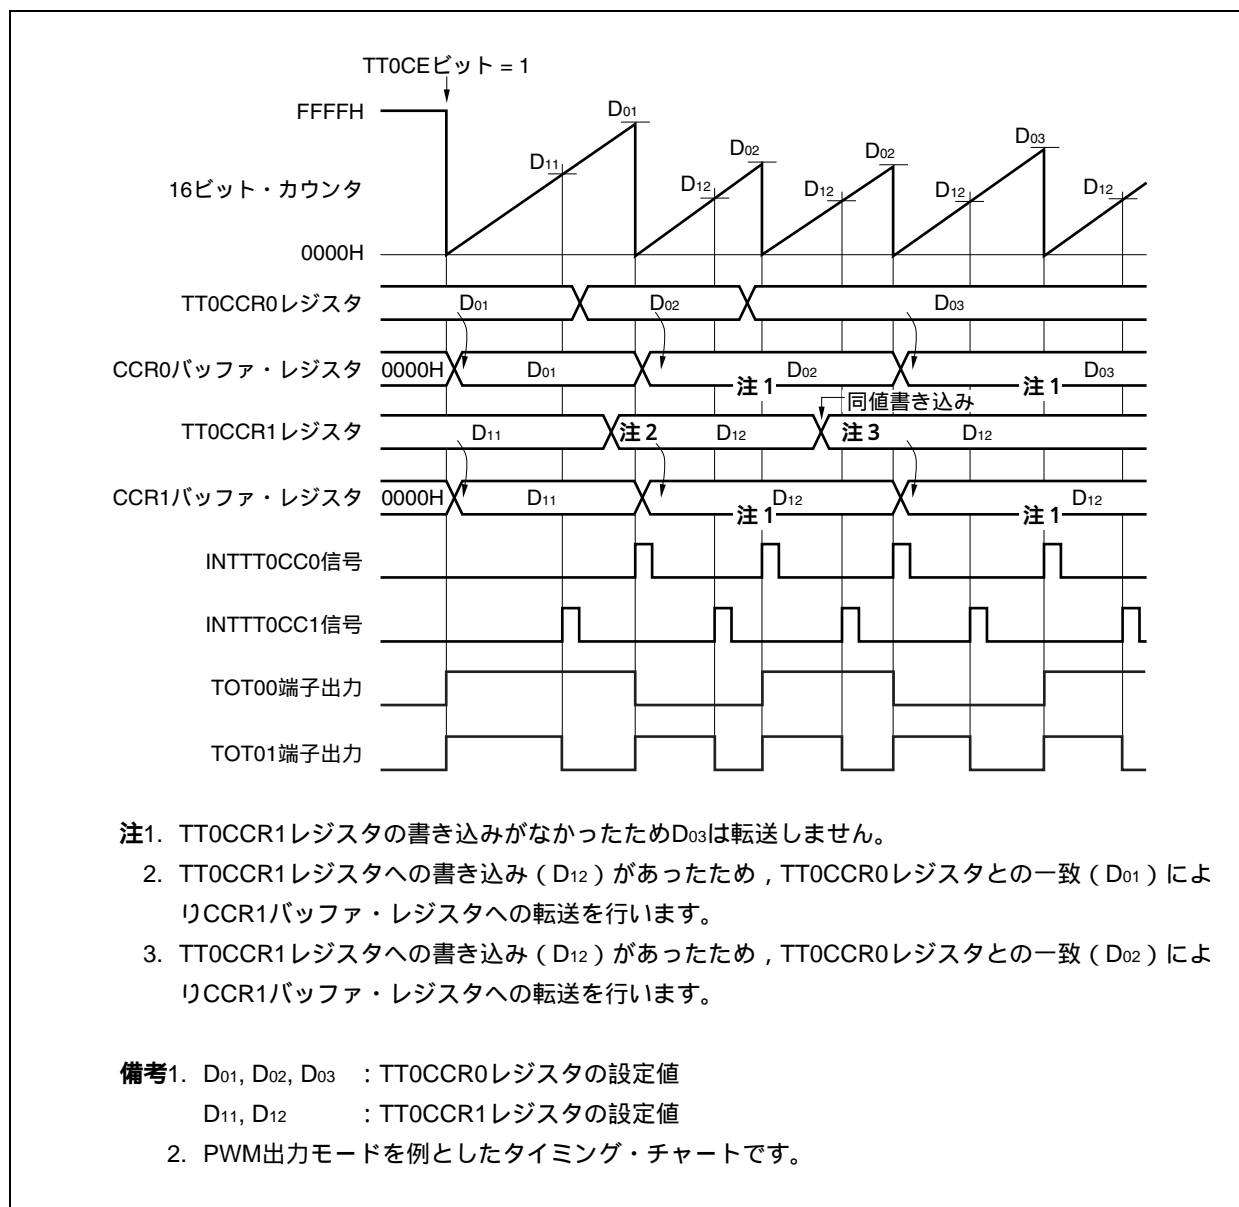 TT0CEビット = 1
FFFFH
D01
D11
D02
D12
D02
D12
D03
D12
D12
16ビット・カウンタ
0000H
TT0CCR0レジスタ
D01
D02
D03
CCR0バッファ・レジスタ
0000H
D01
D02
注1
D03
注1
同値書き込み
TT0CCR1レジスタ
D11
注2
D12
注3
D12
CCR1バッファ・レジスタ
0000H
D11
D12
注1
D12
注1
INTTT0CC0信号
INTTT0CC1信号
TOT00端子出力
TOT01端子出力
注1. TT0CCR1レジスタの書き込みがなかったためD03は転送しません。
2. TT0CCR1レジスタへの書き込み（D12）があったため，TT0CCR0レジスタとの一致（D01）によ
りCCR1バッファ・レジスタへの転送を行います。
3. TT0CCR1レジスタへの書き込み（D12）があったため，TT0CCR0レジスタとの一致（D02）によ
りCCR1バッファ・レジスタへの転送を行います。
備考1. D01, D02, D03 ：TT0CCR0レジスタの設定値
D11, D12 ：TT0CCR1レジスタの設定値
2. PWM出力モードを例としたタイミング・チャートです。